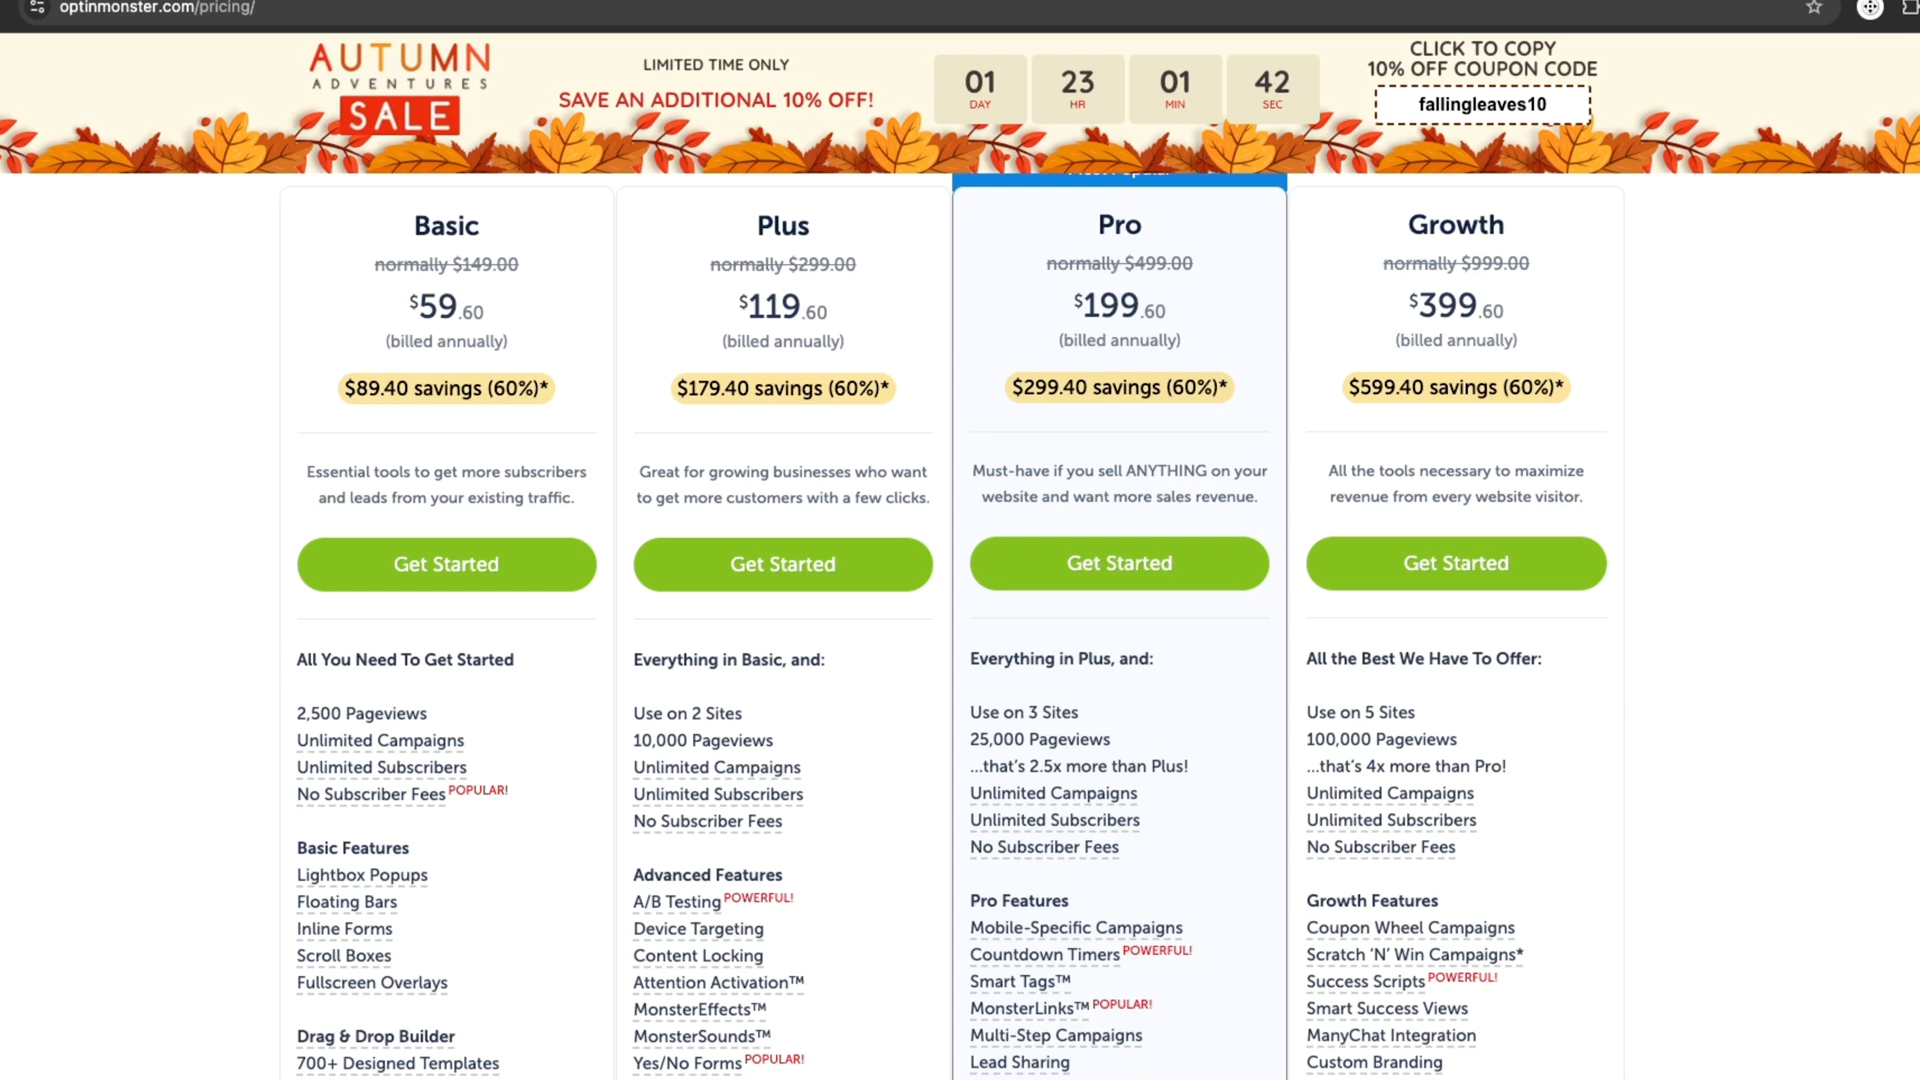 optinmonster.com/pricing/
AUTUMN
ADVENTURES
SALE
LIMITED TIME ONLY
SAVE AN ADDITIONAL 10% OFF!
01
DAY
23
HR
01
MIN
42
SEC
CLICK TO COPY
10% OFF COUPON CODE
fallingleaves10
Basic
normally $149.00
$59.60
(billed annually)
$89.40 savings (60%)*
Essential tools to get more subscribers
and leads from your existing traffic.
Get Started
All You Need To Get Started
2,500 Pageviews
Unlimited Campaigns
Unlimited Subscribers
No Subscriber Fees POPULAR!
Basic Features
Lightbox Popups
Floating Bars
Inline Forms
Scroll Boxes
Fullscreen Overlays
Drag & Drop Builder
700+ Designed Templates
Plus
normally $299.00
$119.60
(billed annually)
$179.40 savings (60%)*
Great for growing businesses who want
to get more customers with a few clicks.
Get Started
Everything in Basic, and:
Use on 2 Sites
10,000 Pageviews
Unlimited Campaigns
Unlimited Subscribers
No Subscriber Fees
Advanced Features
A/B Testing POWERFUL!
Device Targeting
Content Locking
Attention Activation™
MonsterEffects™
MonsterSounds™
Yes/No Forms POPULAR!
Pro
normally $499.00
$199.60
(billed annually)
$299.40 savings (60%)*
Must-have if you sell ANYTHING on your
website and want more sales revenue.
Get Started
Everything in Plus, and:
Use on 3 Sites
25,000 Pageviews
...that's 2.5x more than Plus!
Unlimited Campaigns
Unlimited Subscribers
No Subscriber Fees
Pro Features
Mobile-Specific Campaigns
Countdown Timers POWERFUL!
Smart Tags™
MonsterLinks™ POPULAR!
Multi-Step Campaigns
Lead Sharing
Growth
normally $999.00
$399.60
(billed annually)
$599.40 savings (60%)*
All the tools necessary to maximize
revenue from every website visitor.
Get Started
All the Best We Have To Offer:
Use on 5 Sites
100,000 Pageviews
...that's 4x more than Pro!
Unlimited Campaigns
Unlimited Subscribers
No Subscriber Fees
Growth Features
Coupon Wheel Campaigns
Scratch ‘N’ Win Campaigns*
Success Scripts POWERFUL!
Smart Success Views
ManyChat Integration
Custom Branding